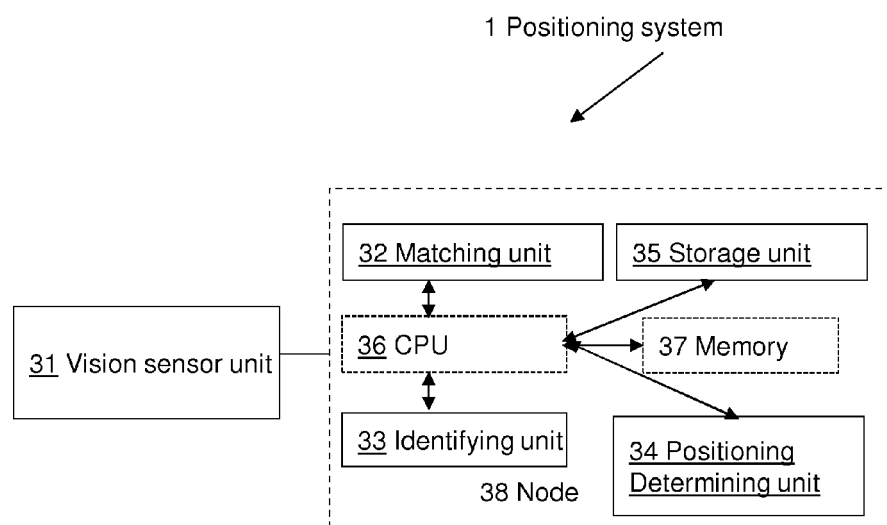 1 Positioning system
32 Matching unit
35 Storage unit
31 Vision sensor unit
36 CPU
37 Memory
33 Identifying unit
34 Positioning
Determining unit
38 Node